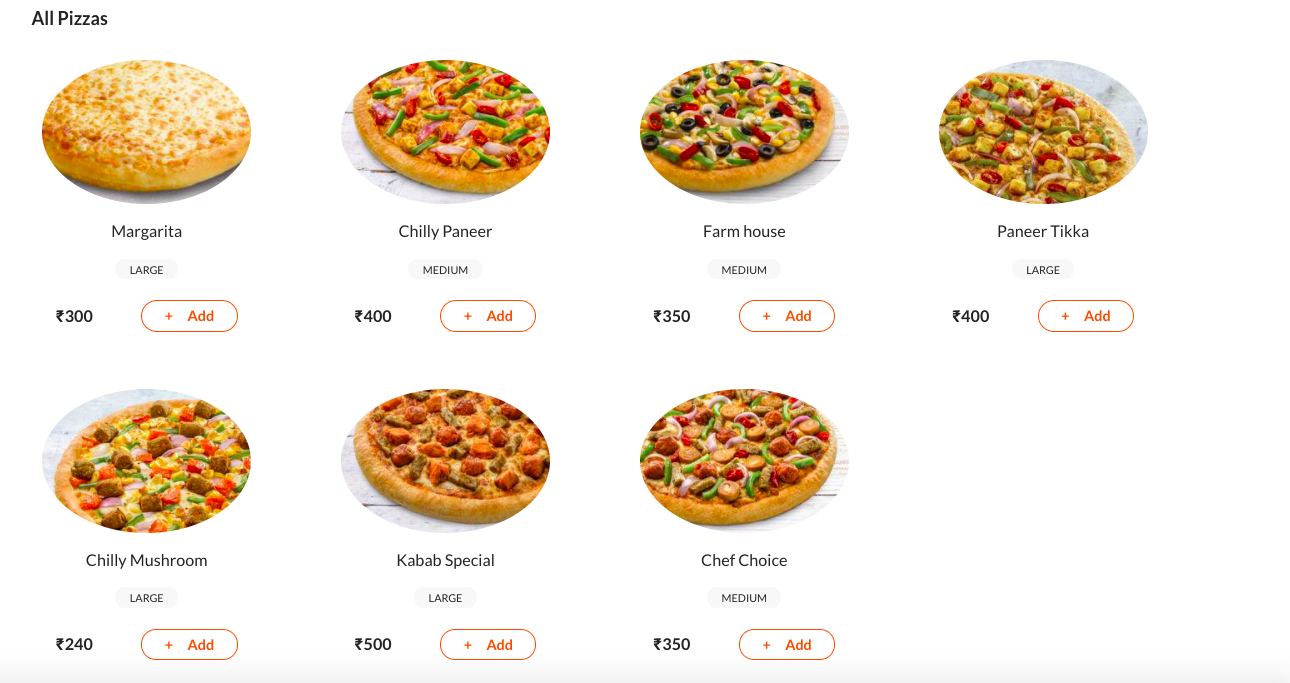 All Pizzas
Margarita
LARGE
₹300
+ Add
Chilly Paneer
MEDIUM
₹400
+ Add
Farm house
MEDIUM
₹350
+ Add
Paneer Tikka
LARGE
₹400
+ Add
Chilly Mushroom
LARGE
₹240
+ Add
Kabab Special
LARGE
₹500
+ Add
Chef Choice
MEDIUM
₹350
+ Add